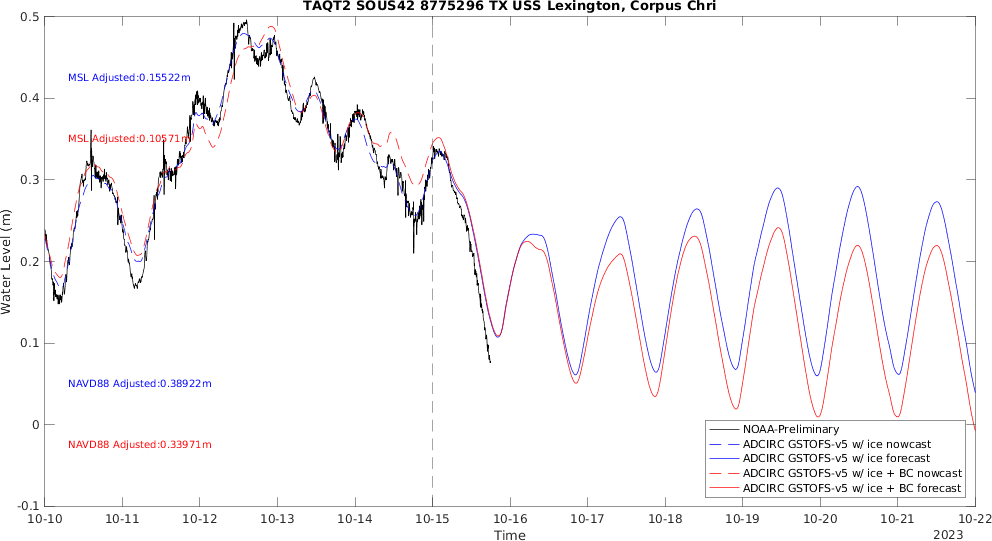 TAQT2 SOUS42 8775296 TX USS Lexington, Corpus Chri
0.5
0.4
0.3
0.2
0.1
0
-0.1
Water Level (m)
MSL Adjusted:0.15522m
MSL Adjusted:0.10571m
NAVD88 Adjusted:0.38922m
NAVD88 Adjusted:0.33971m
NOAA-Preliminary
ADCIRC GSTOFS-v5 w/ ice nowcast
ADCIRC GSTOFS-v5 w/ ice forecast
ADCIRC GSTOFS-v5 w/ ice + BC nowcast
ADCIRC GSTOFS-v5 w/ ice + BC forecast
10-10 10-11 10-12 10-13 10-14 10-15 10-16 10-17 10-18 10-19 10-20 10-21 10-22
Time
2023